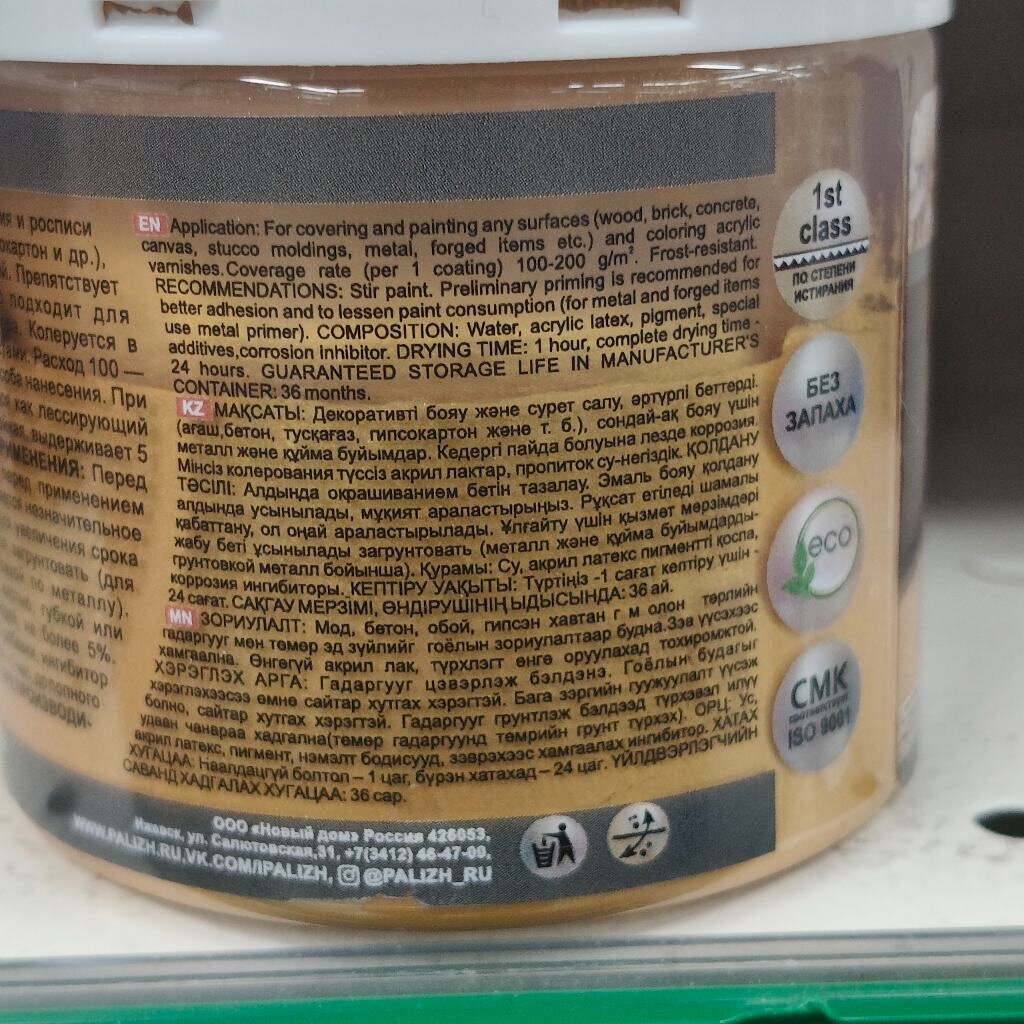 ия и росписи
окартон и др.),
й. Препятствует
подходит для
Колеруется в
Расход 100 —
нанесения. При
как лессирующий
выдерживает 5
Перед
применением
незначительное
увеличения срока
загрунтовать (для
по металлу).
губкой или
не более 5%.
ингибитор
EN Application: For covering and painting any surfaces (wood, brick, concrete,
canvas, stucco moldings, metal, forged items etc.) and coloring acrylic
varnishes.Coverage rate (per 1 coating) 100-200 g/m². Frost-resistant.
RECOMMENDATIONS: Stir paint. Preliminary priming is recommended for
better adhesion and to lessen paint consumption (for metal and forged items
use metal primer). COMPOSITION: Water, acrylic latex, pigment, special
additives,corrosion inhibitor. DRYING TIME: 1 hour, complete drying time -
24 hours. GUARANTEED STORAGE LIFE IN MANUFACTURER'S
CONTAINER: 36 months.
KZ МАҚСАТЫ: Декоративті бояу және сурет салу, әртүрлі беттерді.
(ағаш,бетон, тусқағаз, гипсокартон және т. б.), сондай-ақ бояу үшін
металл және құйма буйымдар. Кедергі пайда болуына лезде коррозия.
Мінсіз колерования түссіз акрил лактар, пропиток су-негіздік. ҚОЛДАНУ
ТӘСІЛІ: Алдында окрашиванием бетін тазалау. Эмаль бояу қолдану
алдында усынылады, мұқият араластырыңыз. Рұқсат етіледі шамалы
қабаттану, ол оңай араластырылады. Ұлғайту үшін қызмет мерзімдері
жабу беті ұсынылады загрунтовать (металл және құйма буйымдарды-
грунтовкой металл бойынша). Құрамы: Су, акрил латекс пигментті қоспа,
коррозия ингибиторы. КЕПТІРУ УАҚЫТЫ: Түртіңіз -1 сағат кептіру үшін -
24 сағат. САҚГАУ МЕРЗІМІ, ӨНДІРУШІНІҢ ЫДЫСЫНДА: 36 ай.
MN ЗОРИУЛАЛТ: Мод, бетон, обой, гипсэн хавтан г м олон төрлийн
гадаргууг мөн төмөр эд зүйлийг гоёлын зориулалтаар будна.Зэв үүсэхээс
хамгаална. Өнгөгүй акрил лак, түрхлэгт өнгө оруулахад тохиромжтой.
ХЭРЭГЛЭХ АРГА: Гадаргууг цэвэрлэж бэлдэнэ. Гоёлын будагыг
хэрэглэхээсээ өмнө сайтар хутгах хэрэгтэй. Бага зэргийн гуужуулалт үүсэж
болно, сайтар хутгах хэрэгтэй. Гадаргууг грунтлэж бэлдээд түрхэвэл илүү
удаан чанараа хадгална(төмөр гадаргуунд төмрийн грунт түрхэх). ОРЦ: Ус,
акрил латекс, пигмент, нэмэлт бодисууд, зэврэхээс хамгаалах ингибитор. ХАТАХ
ХУГАЦАА: Наалдацгүй болтол – 1 цаг, бүрэн хатахад – 24 цаг. ҮЙЛДВЭРЛЭГЧИЙН
САВАНД ХАДГАЛАХ ХУГАЦАА: 36 сар.
1st
class
ПО СТЕПЕНИ
ИСТИРАНИЯ
БЕЗ
ЗАПАХА
eco
СМК
соответствует
ISO 9001
ООО «Новый дом» Россия 426053,
Ижевск, ул. Салютовская,31, +7(3412) 46-47-00,
WWW.PALIZH.RU,VK.COM/IPALIZH, @PALIZH_RU